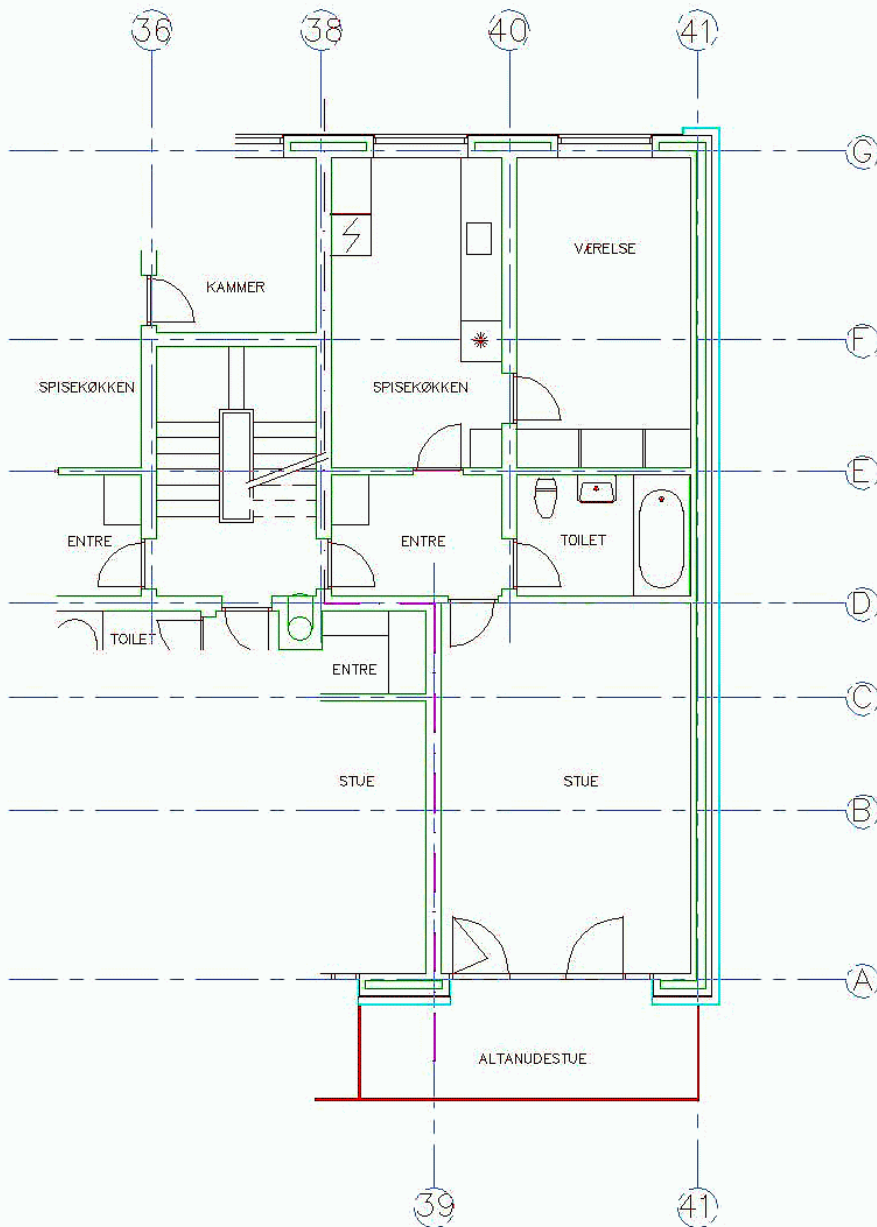 36 38 40 41
G
VÆRELSE
KAMMER
F
SPISEKØKKEN SPISEKØKKEN
E
ENTRE ENTRE TOILET
D
TOILET
ENTRE
C
STUE STUE
B
A
ALTANUDESTUE
39 41